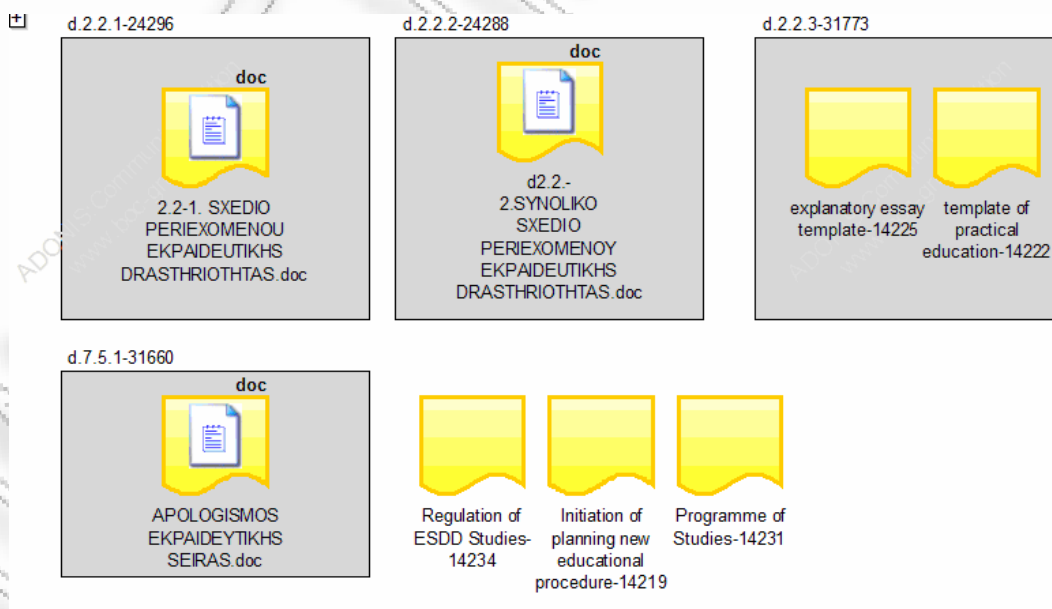 d.2.2.1-24296
doc
2.2-1. SXEDIO
PERIEXOMENOU
EKPAIDEUTIKHS
DRASTHRIOTHTAS.doc
d.2.2.2-24288
doc
d2.2.-
2.SYNOLIKO
SXEDIO
PERIEXOMENOY
EKPAIDEUTIKHS
DRASTHRIOTHTAS.doc
d.2.2.3-31773
explanatory essay
template-14225
template of
practical
education-14222
d.7.5.1-31660
doc
APOLOGISMOS
EKPAIDEYTIKHS
SEIRAS.doc
Regulation of
ESDD Studies-
14234
Initiation of
planning new
educational
procedure-14219
Programme of
Studies-14231